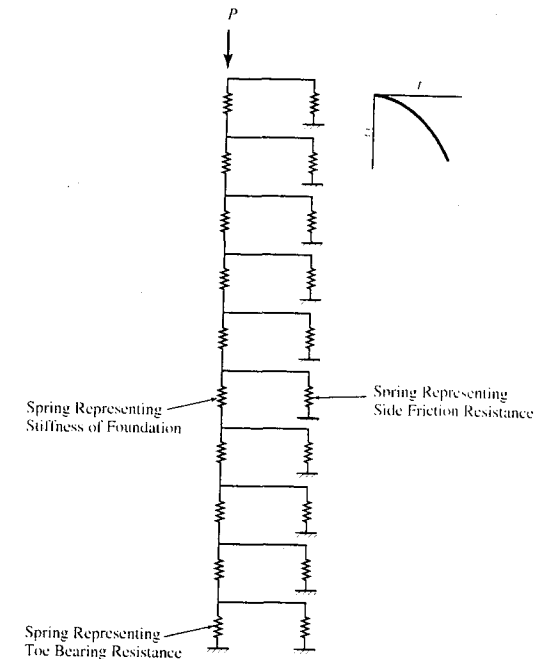 P
t
Spring Representing
Stiffness of Foundation
Spring Representing
Side Friction Resistance
Spring Representing
Toe Bearing Resistance